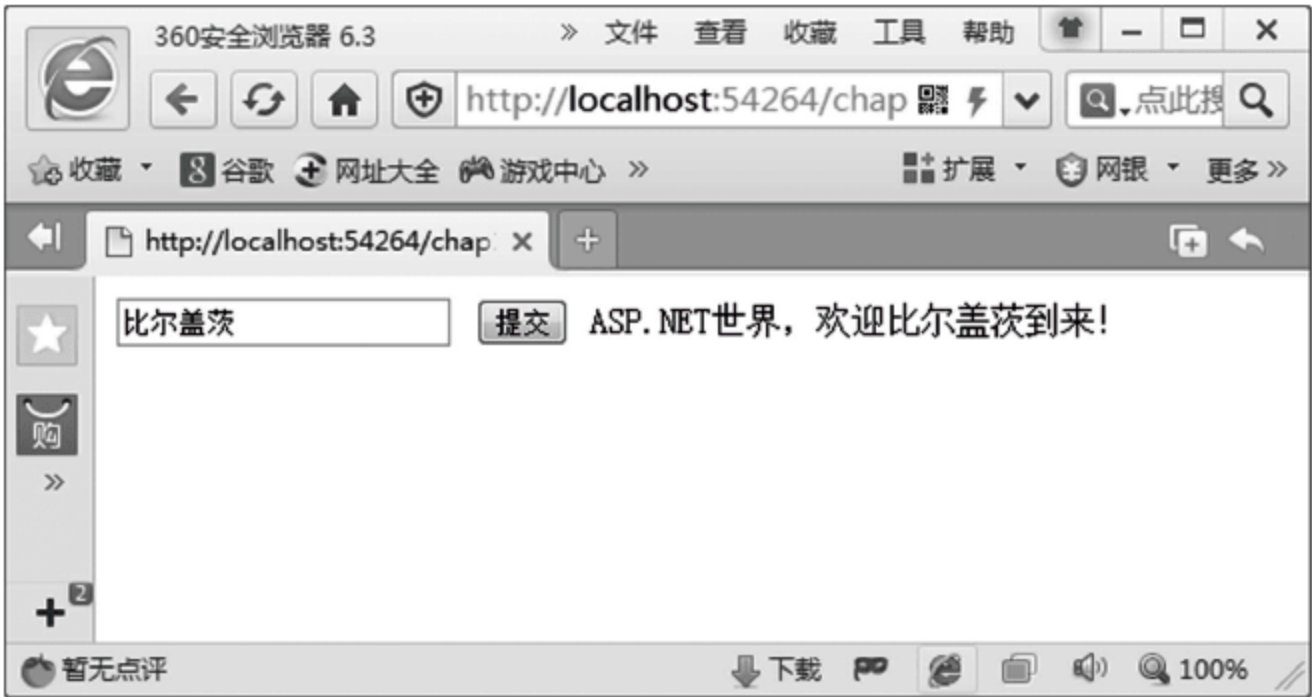 360安全浏览器 6.3 » 文件 查看 收藏 工具 帮助
http://localhost:54264/chap 点此搜
收藏 8 谷歌 网址大全 游戏中心 » 扩展 网银 更多 »
http://localhost:54264/chap
比尔盖茨 提交 ASP.NET世界，欢迎比尔盖茨到来！
购
»
2
暂无点评 下载 100%